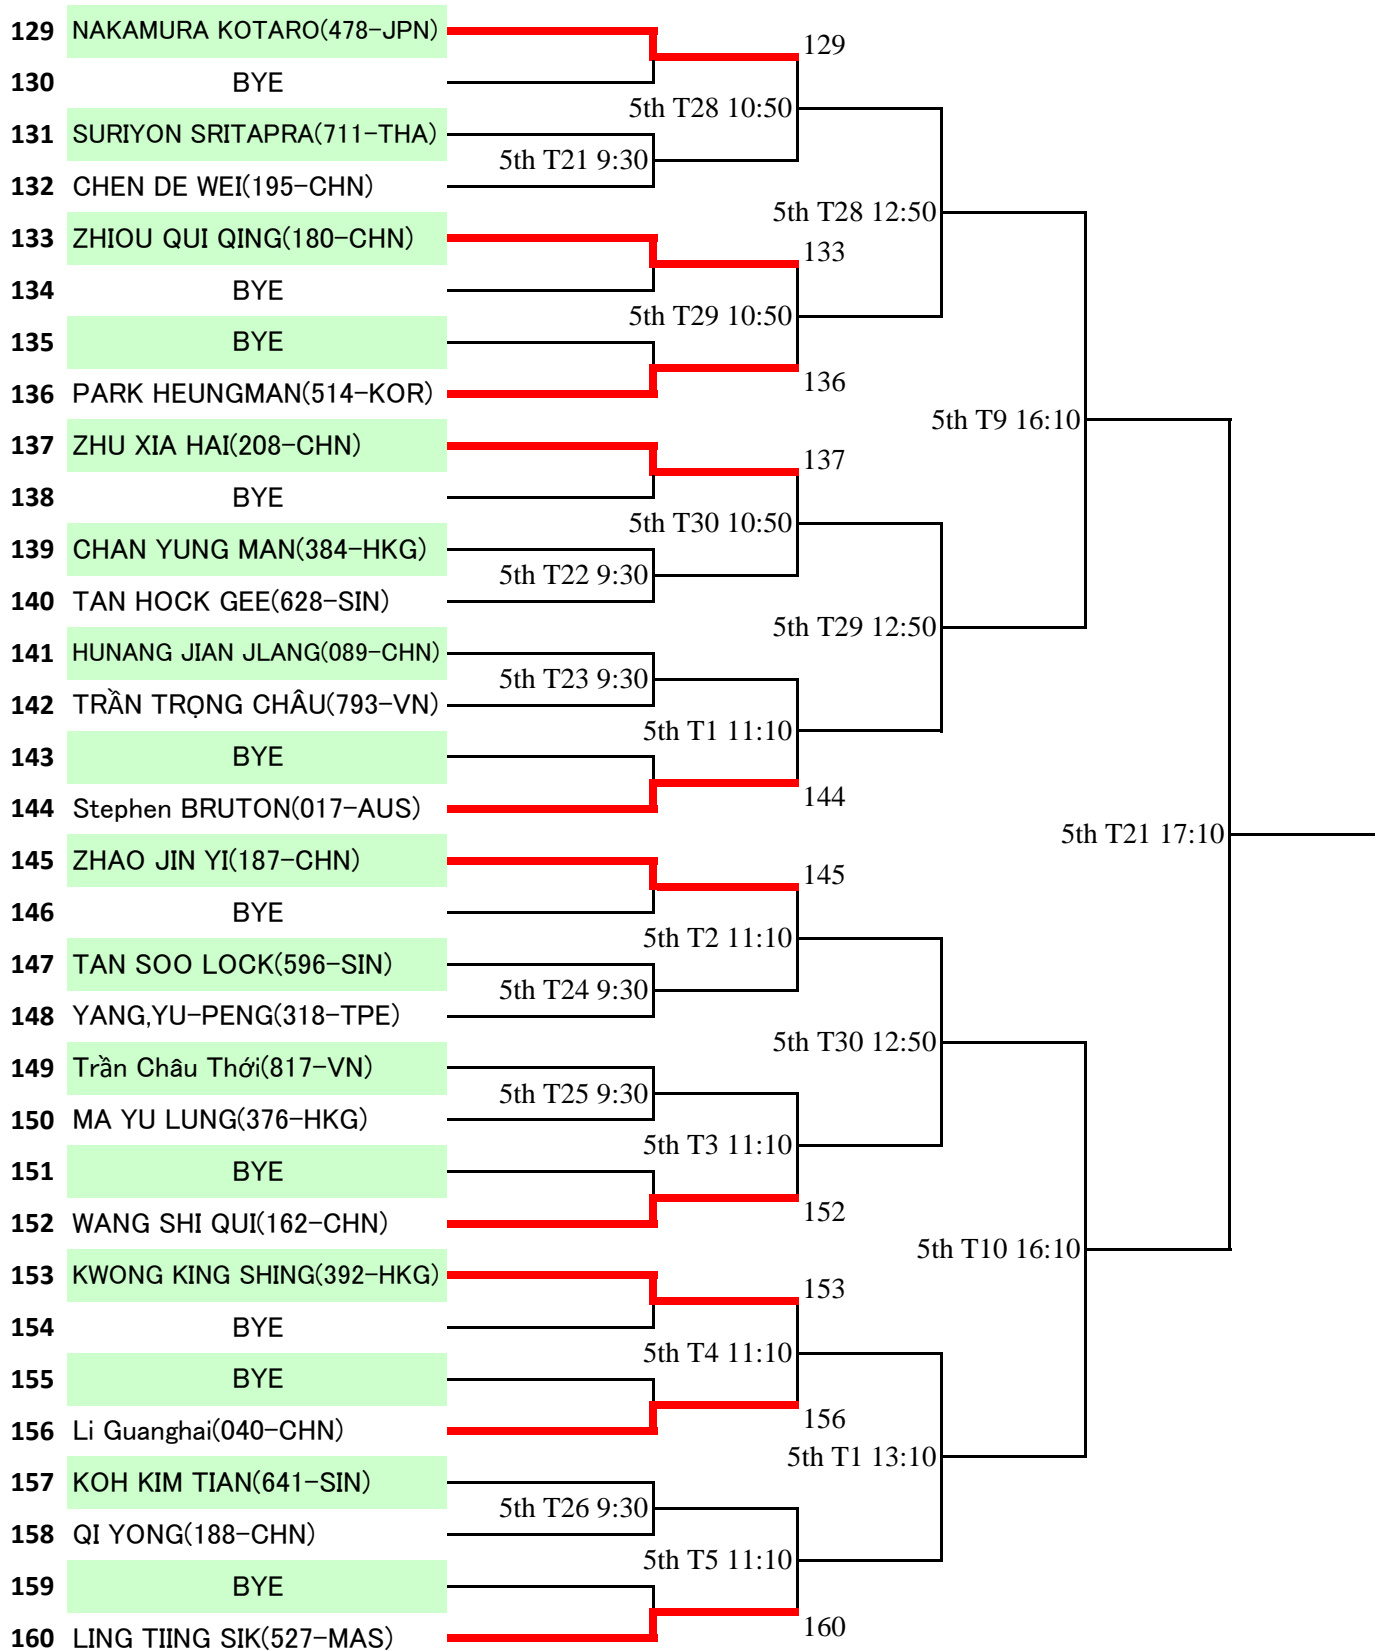 129 NAKAMURA KOTARO(478-JPN)
129
130 BYE
5th T28 10:50
131 SURIYON SRITAPRA(711-THA)
5th T21 9:30
132 CHEN DE WEI(195-CHN)
5th T28 12:50
133 ZHIOU QUI QING(180-CHN)
133
134 BYE
5th T29 10:50
135 BYE
136
136 PARK HEUNGMAN(514-KOR)
5th T9 16:10
137 ZHU XIA HAI(208-CHN)
137
138 BYE
5th T30 10:50
139 CHAN YUNG MAN(384-HKG)
5th T22 9:30
140 TAN HOCK GEE(628-SIN)
5th T29 12:50
141 HUNANG JIAN JLANG(089-CHN)
5th T23 9:30
142 TRẦN TRỌNG CHÂU(793-VN)
5th T1 11:10
143 BYE
144
144 Stephen BRUTON(017-AUS)
5th T21 17:10
145 ZHAO JIN YI(187-CHN)
145
146 BYE
5th T2 11:10
147 TAN SOO LOCK(596-SIN)
5th T24 9:30
148 YANG,YU-PENG(318-TPE)
5th T30 12:50
149 Trần Châu Thới(817-VN)
5th T25 9:30
150 MA YU LUNG(376-HKG)
5th T3 11:10
151 BYE
152
152 WANG SHI QUI(162-CHN)
5th T10 16:10
153 KWONG KING SHING(392-HKG)
153
154 BYE
5th T4 11:10
155 BYE
156
156 Li Guanghai(040-CHN)
5th T1 13:10
157 KOH KIM TIAN(641-SIN)
5th T26 9:30
158 QI YONG(188-CHN)
5th T5 11:10
159 BYE
160
160 LING TIING SIK(527-MAS)